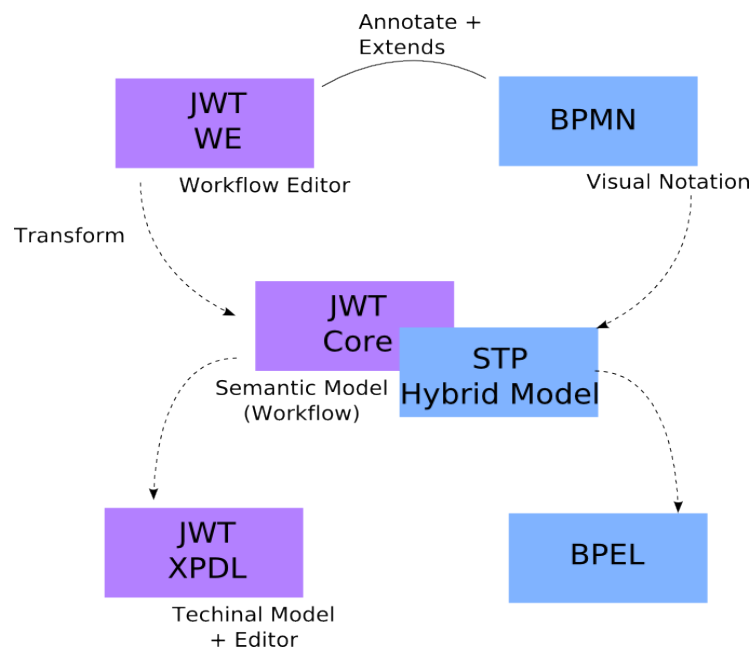 Annotate +
Extends
JWT
WE
BPMN
Workflow Editor
Visual Notation
Transform
JWT
Core
STP
Hybrid Model
Semantic Model
(Workflow)
JWT
XPDL
BPEL
Techinal Model
+ Editor